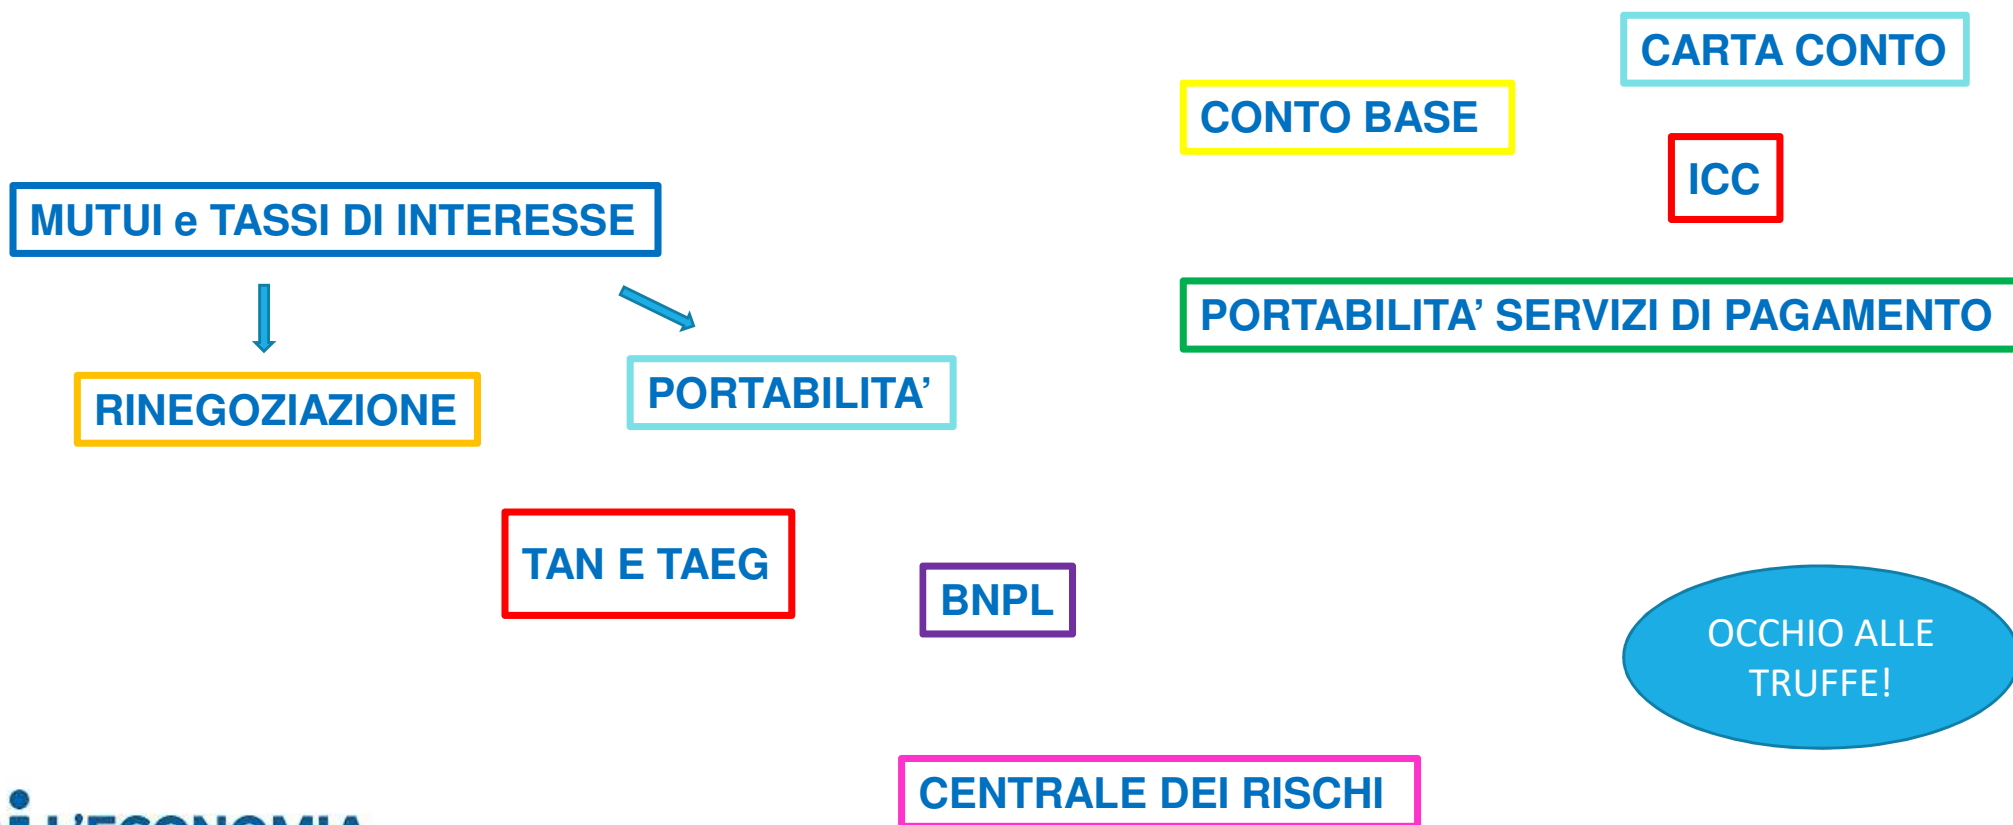 CARTA CONTO
CONTO BASE
ICC
MUTUI e TASSI DI INTERESSE
PORTABILITA’ SERVIZI DI PAGAMENTO
PORTABILITA’
RINEGOZIAZIONE
TAN E TAEG
BNPL
OCCHIO ALLE
TRUFFE!
CENTRALE DEI RISCHI
L'ECONOMIA